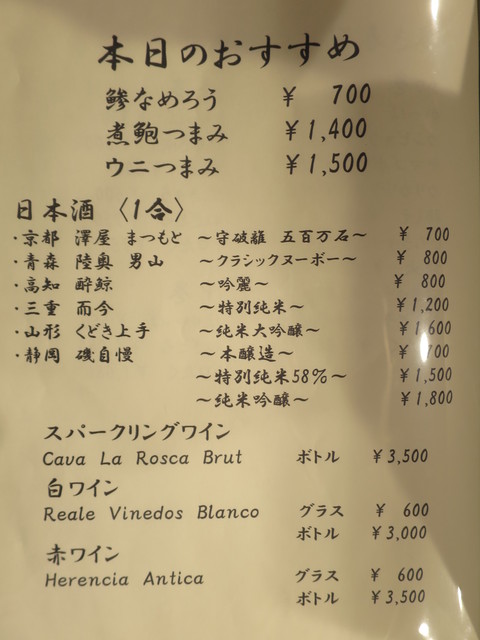 本日のおすすめ
鯵なめろう ¥ 700
煮鮑つまみ ¥1,400
ウニつまみ ¥1,500
日本酒 〈1合〉
・京都 澤屋 まつもと ～守破離 五百万石～ ¥ 700
・青森 陸奥 男山 ～クラシックヌーボー～ ¥ 800
・高知 酔鯨 ～吟麗～ ¥ 800
・三重 而今 ～特別純米～ ¥1,200
・山形 くどき上手 ～純米大吟醸～ ¥1,600
・静岡 磯自慢 ～本醸造～ ¥ 700
～特別純米58%～ ¥1,500
～純米吟醸～ ¥1,800
スパークリングワイン
Cava La Rosca Brut ボトル ¥3,500
白ワイン
Reale Vinedos Blanco グラス ¥ 600
ボトル ¥3,000
赤ワイン
Herencia Antica グラス ¥ 600
ボトル ¥3,500